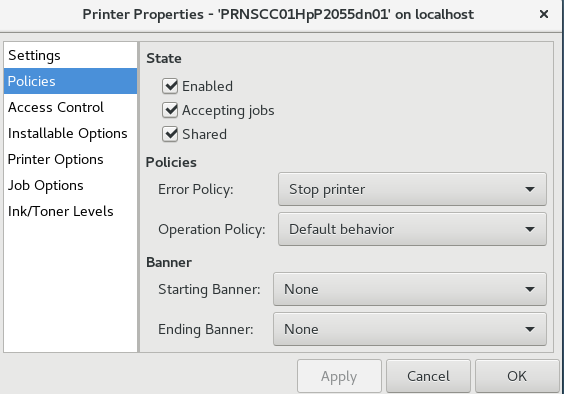 Printer Properties - 'PRNSCC01HpP2055dn01' on localhost
Settings
Policies
Access Control
Installable Options
Printer Options
Job Options
Ink/Toner Levels
State
Enabled
Accepting jobs
Shared
Policies
Error Policy: Stop printer
Operation Policy: Default behavior
Banner
Starting Banner: None
Ending Banner: None
Apply Cancel OK